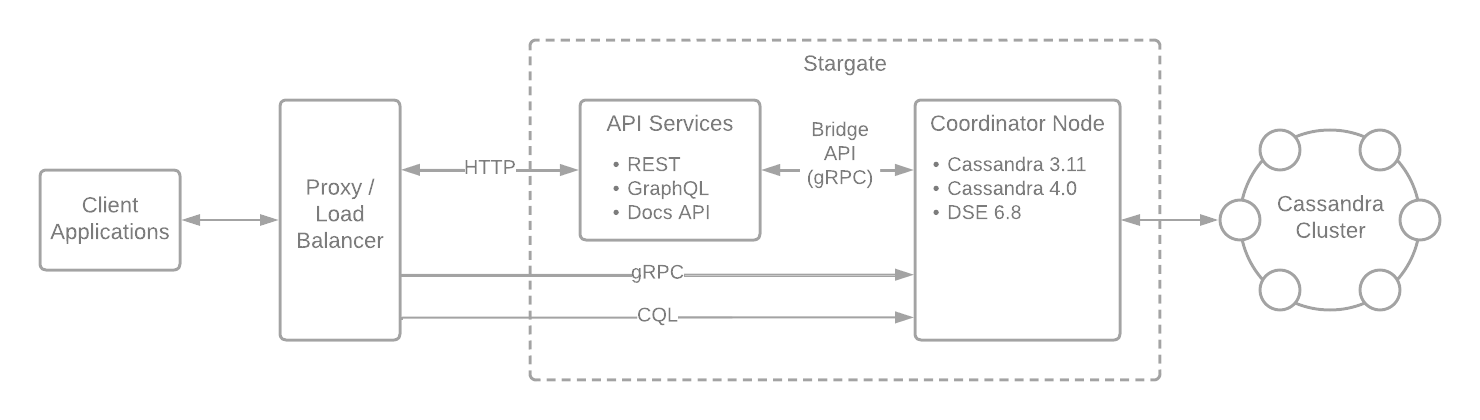 Stargate
Client
Applications
Proxy /
Load
Balancer
HTTP
API Services
• REST
• GraphQL
• Docs API
Bridge
API
(gRPC)
Coordinator Node
• Cassandra 3.11
• Cassandra 4.0
• DSE 6.8
gRPC
CQL
Cassandra
Cluster